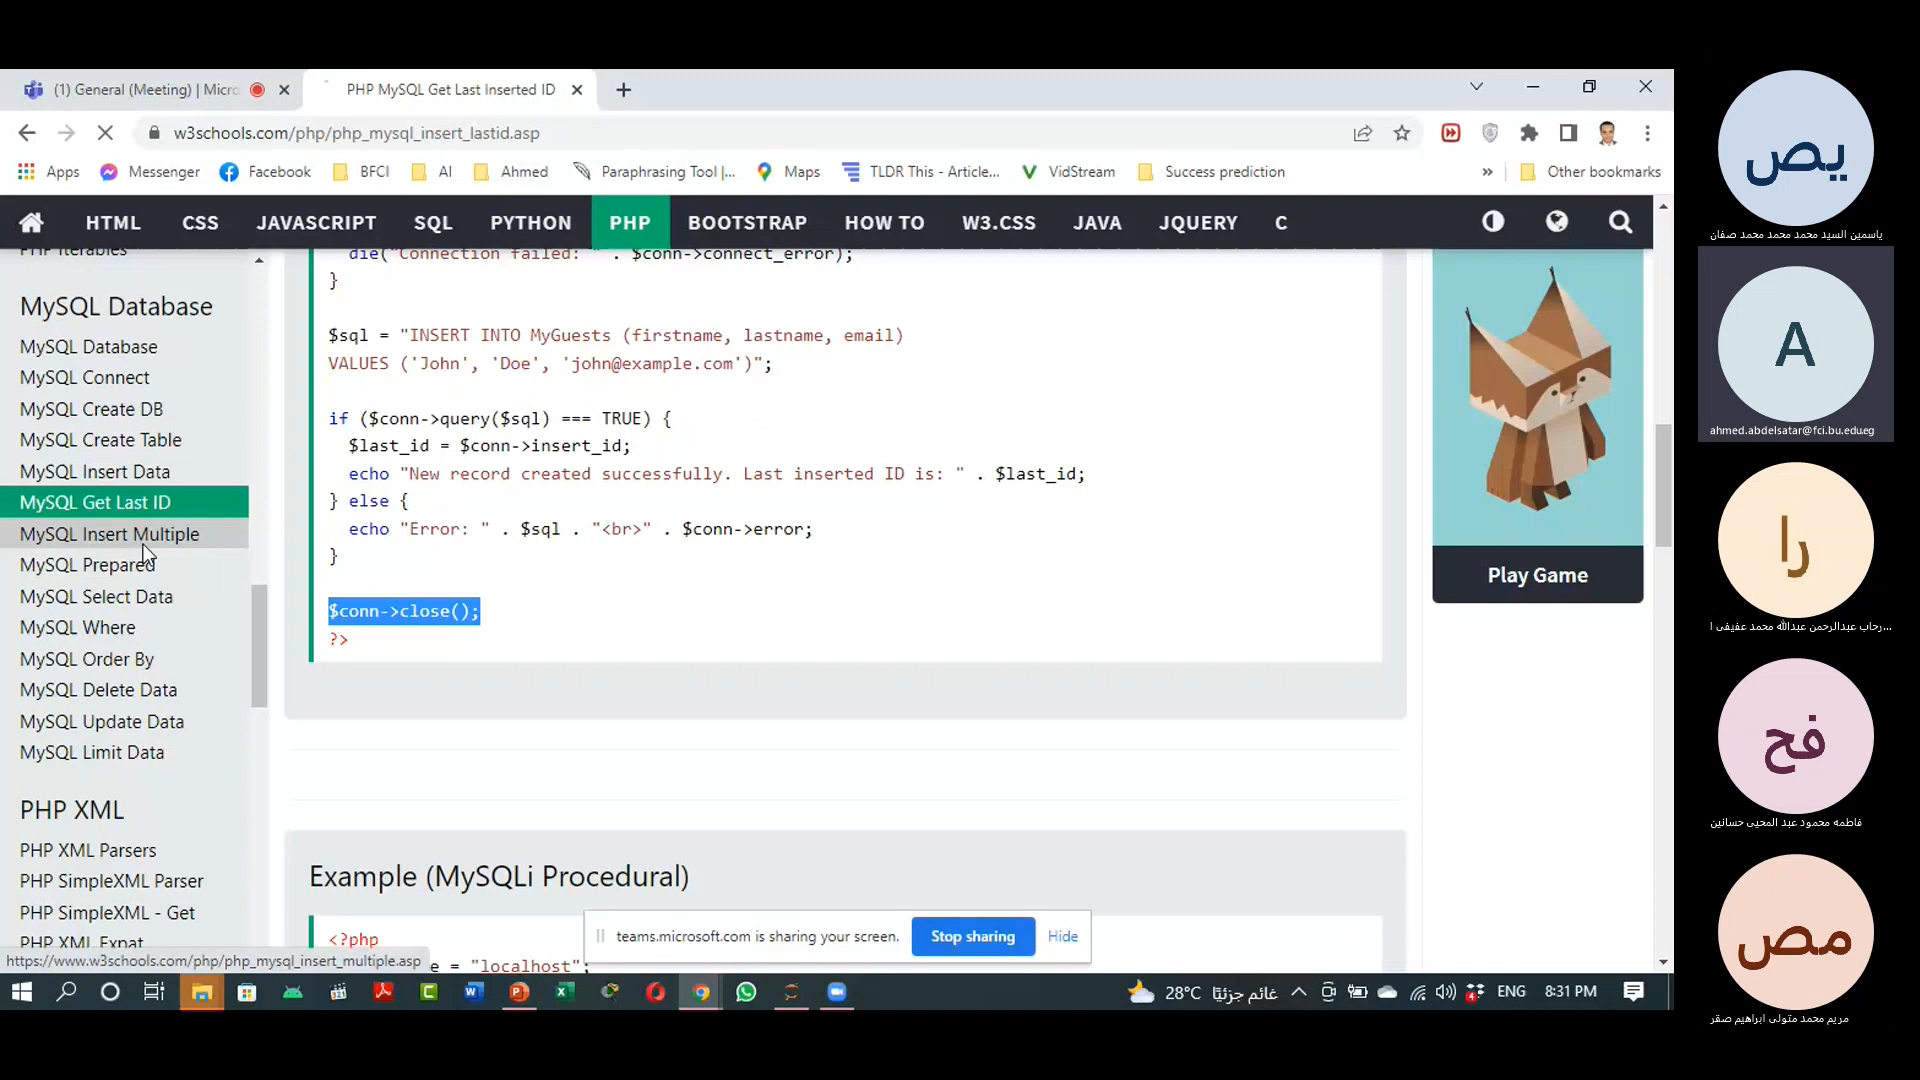 (1) General (Meeting) | Micro
PHP MySQL Get Last Inserted ID
w3schools.com/php/php_mysql_insert_lastid.asp
Apps
Messenger
Facebook
BFCI
AI
Ahmed
Paraphrasing Tool |...
Maps
TLDR This - Article...
VidStream
Success prediction
»
Other bookmarks
HTML
CSS
JAVASCRIPT
SQL
PYTHON
PHP
BOOTSTRAP
HOW TO
W3.CSS
JAVA
JQUERY
C
PHP Iterables
MySQL Database
MySQL Database
MySQL Connect
MySQL Create DB
MySQL Create Table
MySQL Insert Data
MySQL Get Last ID
MySQL Insert Multiple
MySQL Prepared
MySQL Select Data
MySQL Where
MySQL Order By
MySQL Delete Data
MySQL Update Data
MySQL Limit Data
PHP XML
PHP XML Parsers
PHP SimpleXML Parser
PHP SimpleXML - Get
PHP XML Expat
https://www.w3schools.com/php/php_mysql_insert_multiple.asp
die("Connection failed: " . $conn->connect_error);
}
$sql = "INSERT INTO MyGuests (firstname, lastname, email)
VALUES ('John', 'Doe', 'john@example.com')";
if ($conn->query($sql) === TRUE) {
$last_id = $conn->insert_id;
echo "New record created successfully. Last inserted ID is: " . $last_id;
} else {
echo "Error: " . $sql . "<br>" . $conn->error;
}
$conn->close();
?>
Example (MySQLi Procedural)
<?php
e = "localhost";
Play Game
teams.microsoft.com is sharing your screen.
Stop sharing
Hide
28°C غائم جزئيًا
ENG
8:31 PM
يص
ياسمين السيد محمد محمد محمد صفان
A
ahmed.abdelsatar@fci.bu.edu.eg
را
رحاب عبدالرحمن عبدالله محمد عفيفى ا...
فح
فاطمه محمود عبد المحيى حسانين
مص
مريم محمد متولى ابراهيم صقر